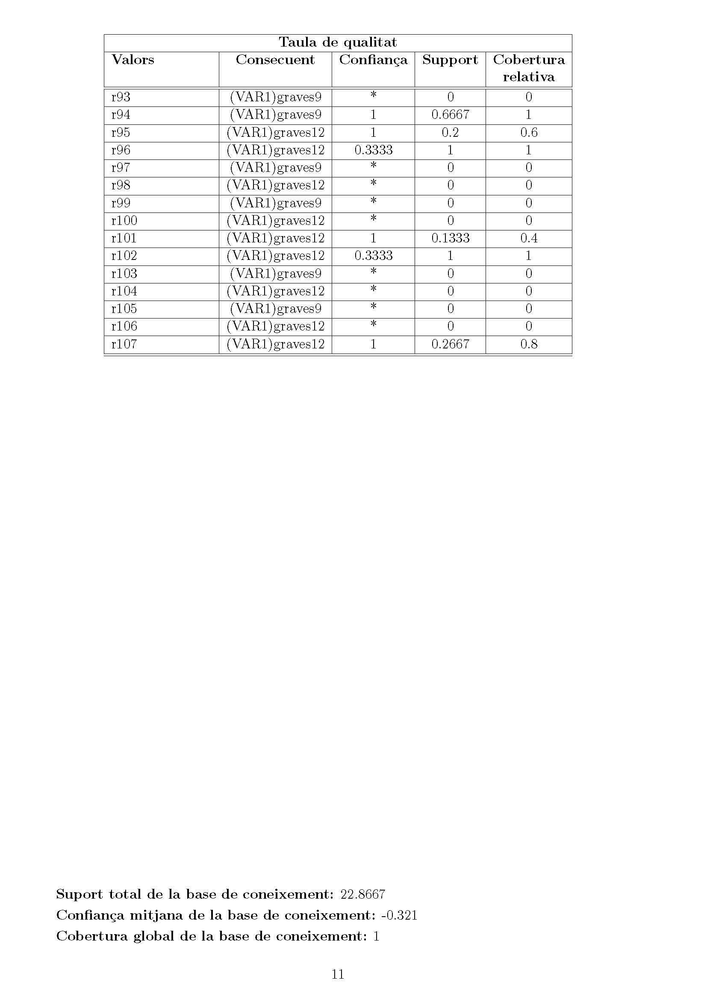 Taula de qualitat
Valors Consecuent Confiança Support Cobertura
relativa
r93 (VAR1)graves9 * 0 0
r94 (VAR1)graves9 1 0.6667 1
r95 (VAR1)graves12 1 0.2 0.6
r96 (VAR1)graves12 0.3333 1 1
r97 (VAR1)graves9 * 0 0
r98 (VAR1)graves12 * 0 0
r99 (VAR1)graves9 * 0 0
r100 (VAR1)graves12 * 0 0
r101 (VAR1)graves12 1 0.1333 0.4
r102 (VAR1)graves12 0.3333 1 1
r103 (VAR1)graves9 * 0 0
r104 (VAR1)graves12 * 0 0
r105 (VAR1)graves9 * 0 0
r106 (VAR1)graves12 * 0 0
r107 (VAR1)graves12 1 0.2667 0.8
Suport total de la base de coneixement: 22.8667
Confiança mitjana de la base de coneixement: -0.321
Cobertura global de la base de coneixement: 1
11